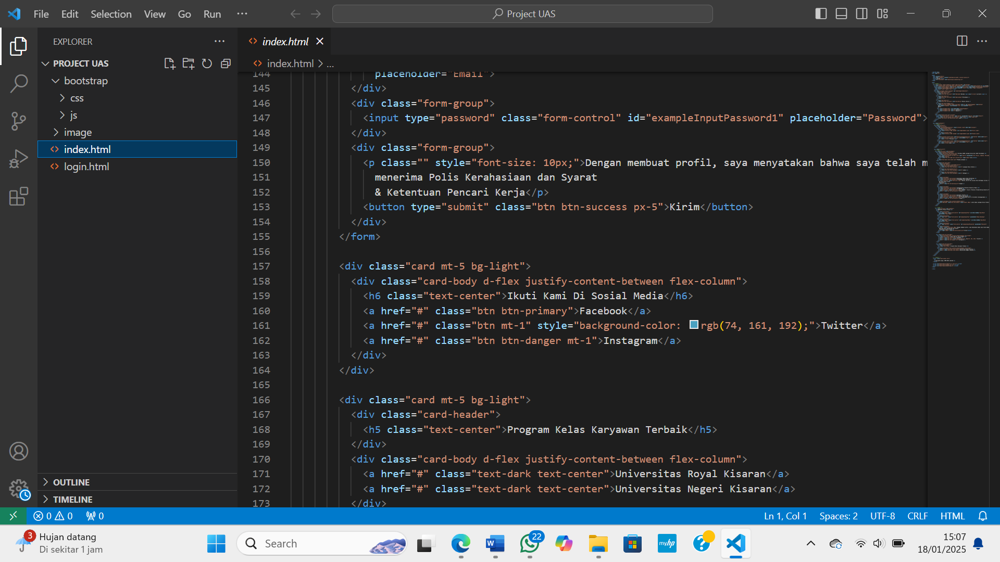 File Edit Selection View Go Run ···
Project UAS
EXPLORER
PROJECT UAS
bootstrap
css
js
image
index.html
login.html
OUTLINE
TIMELINE
index.html
index.html > ...
144 placeholder="Email">
145 </div>
146 <div class="form-group">
147 <input type="password" class="form-control" id="exampleInputPassword1" placeholder="Password">
148 </div>
149 <div class="form-group">
150 <p class="" style="font-size: 10px;">Dengan membuat profil, saya menyatakan bahwa saya telah m
151 menerima Polis Kerahasiaan dan Syarat
152 & Ketentuan Pencari Kerja</p>
153 <button type="submit" class="btn btn-success px-5">Kirim</button>
154 </div>
155 </form>
156
157 <div class="card mt-5 bg-light">
158 <div class="card-body d-flex justify-content-between flex-column">
159 <h6 class="text-center">Ikuti Kami Di Sosial Media</h6>
160 <a href="#" class="btn btn-primary">Facebook</a>
161 <a href="#" class="btn mt-1" style="background-color: rgb(74, 161, 192);">Twitter</a>
162 <a href="#" class="btn btn-danger mt-1">Instagram</a>
163 </div>
164 </div>
165
166 <div class="card mt-5 bg-light">
167 <div class="card-header">
168 <h5 class="text-center">Program Kelas Karyawan Terbaik</h5>
169 </div>
170 <div class="card-body d-flex justify-content-between flex-column">
171 <a href="#" class="text-dark text-center">Universitas Royal Kisaran</a>
172 <a href="#" class="text-dark text-center">Universitas Negeri Kisaran</a>
173 </div>
0 0 0 Ln 1, Col 1 Spaces: 2 UTF-8 CRLF HTML
3 Hujan datang
Di sekitar 1 jam
Search
W
22
myhp
?
15:07
18/01/2025